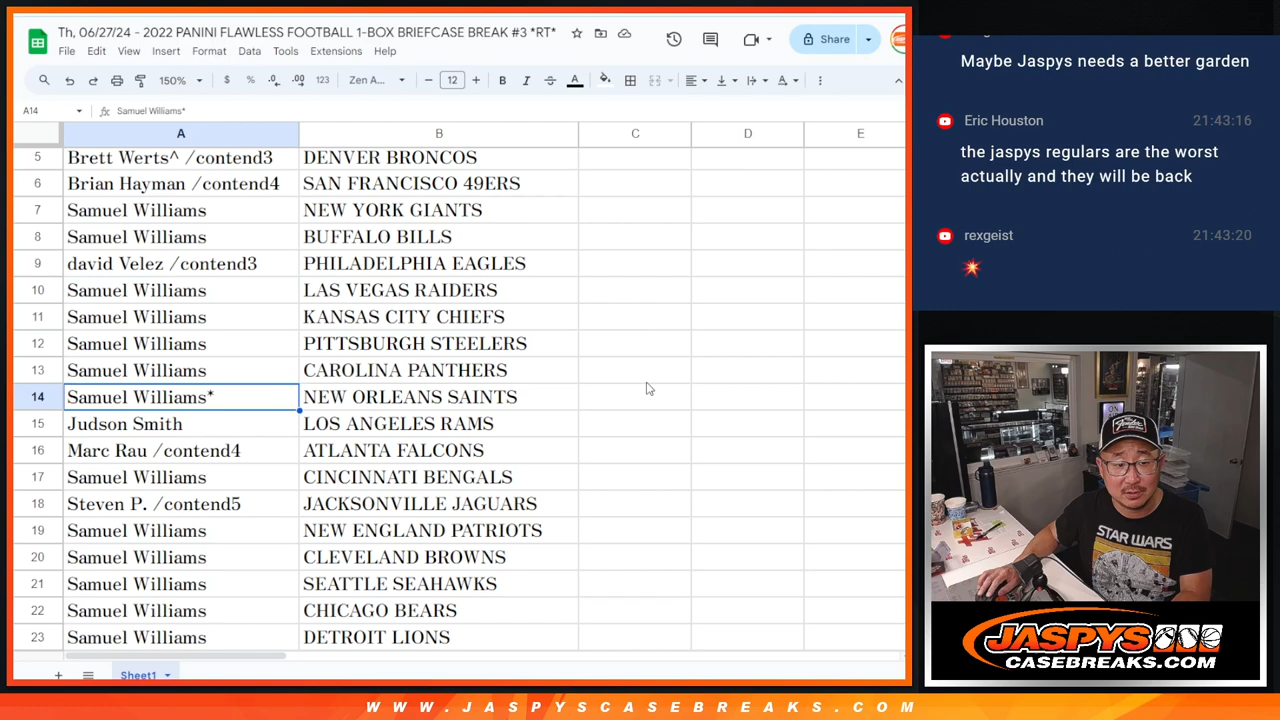 Th, 06/27/24 - 2022 PANINI FLAWLESS FOOTBALL 1-BOX BRIEFCASE BREAK #3 *RT*
File Edit View Insert Format Data Tools Extensions Help
Share
150% $ % .0 .00 123 Zen A... 12 B I A
A14 fx Samuel Williams*
A B C D E
5 Brett Werts^ /contend3 DENVER BRONCOS
6 Brian Hayman /contend4 SAN FRANCISCO 49ERS
7 Samuel Williams NEW YORK GIANTS
8 Samuel Williams BUFFALO BILLS
9 david Velez /contend3 PHILADELPHIA EAGLES
10 Samuel Williams LAS VEGAS RAIDERS
11 Samuel Williams KANSAS CITY CHIEFS
12 Samuel Williams PITTSBURGH STEELERS
13 Samuel Williams CAROLINA PANTHERS
14 Samuel Williams* NEW ORLEANS SAINTS
15 Judson Smith LOS ANGELES RAMS
16 Marc Rau /contend4 ATLANTA FALCONS
17 Samuel Williams CINCINNATI BENGALS
18 Steven P. /contend5 JACKSONVILLE JAGUARS
19 Samuel Williams NEW ENGLAND PATRIOTS
20 Samuel Williams CLEVELAND BROWNS
21 Samuel Williams SEATTLE SEAHAWKS
22 Samuel Williams CHICAGO BEARS
23 Samuel Williams DETROIT LIONS
Sheet1
Maybe Jaspys needs a better garden
Eric Houston 21:43:16
the jaspys regulars are the worst
actually and they will be back
rexgeist 21:43:20
Fender
STAR WARS
JASPYS
CASEBREAKS.COM
WWW.JASPYSCASEBREAKS.COM